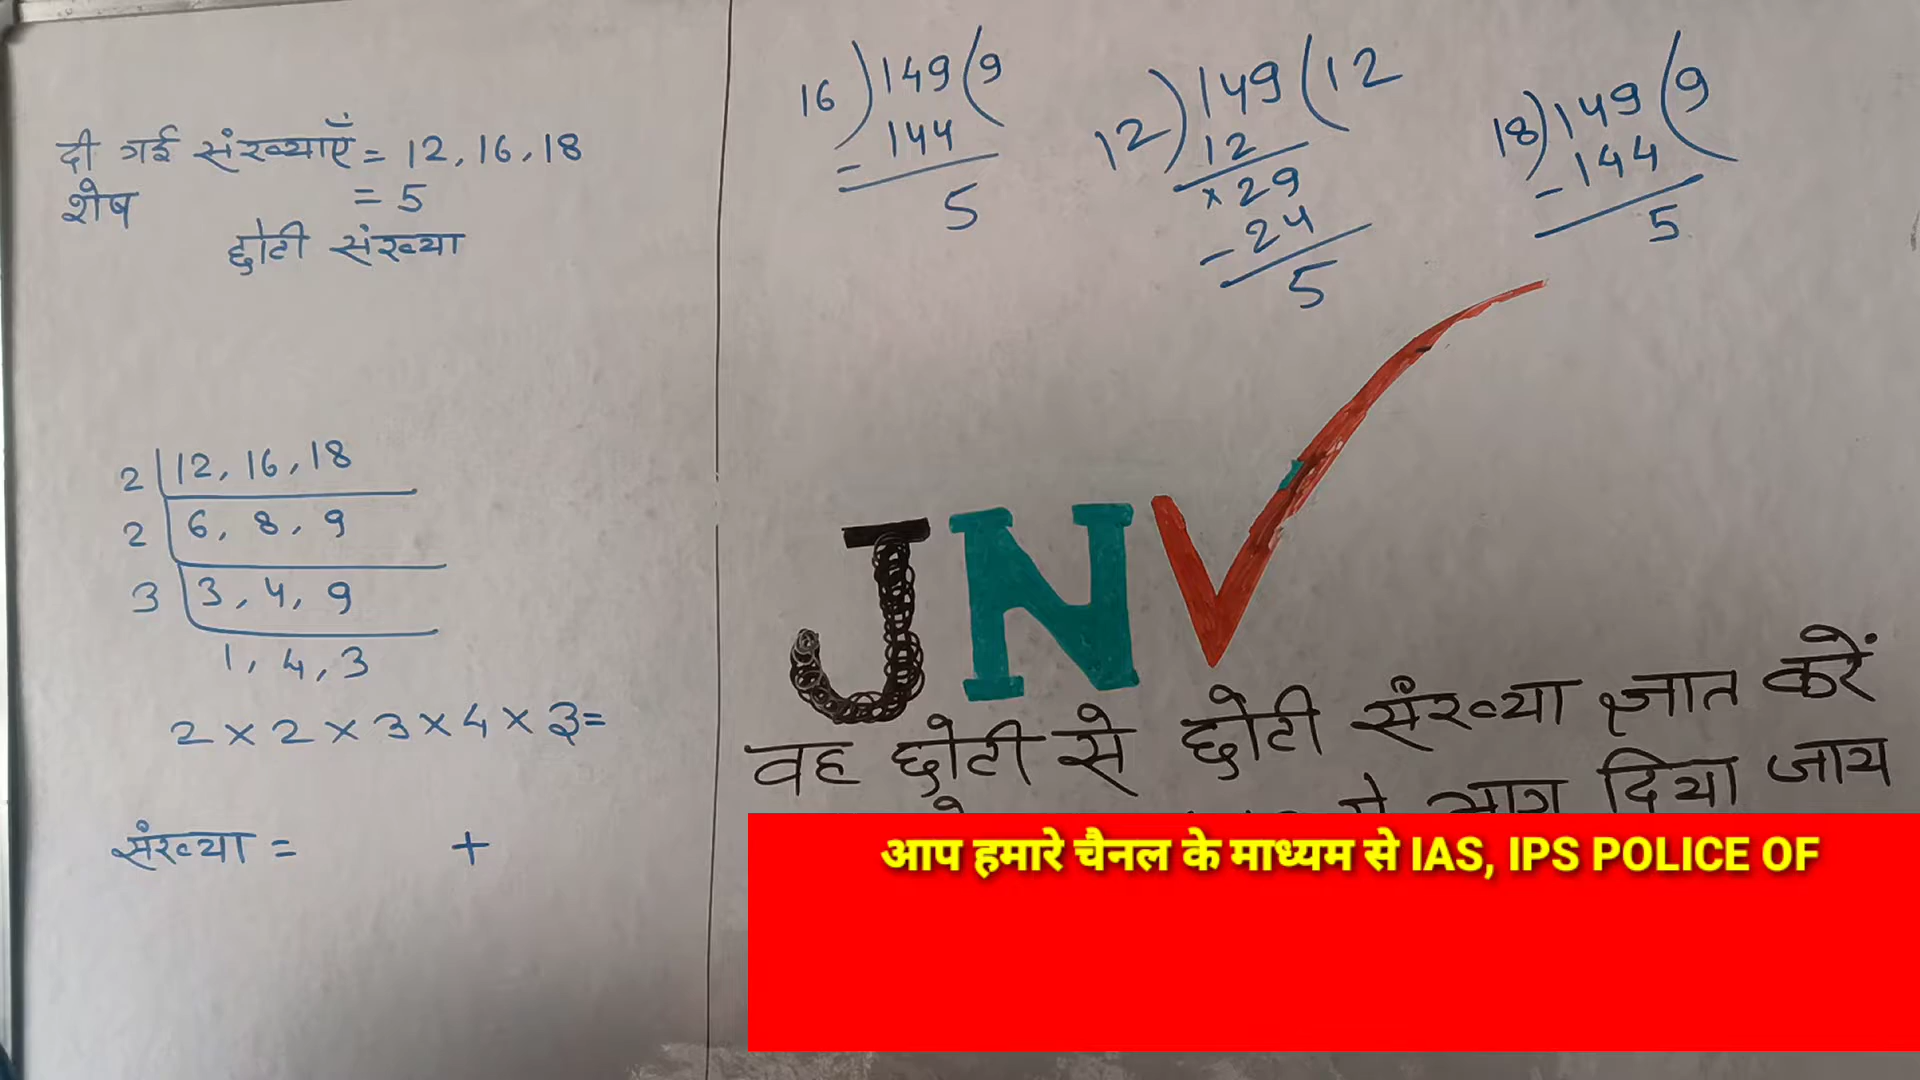 दी गई संख्याएँ = 12, 16, 18
शेष = 5
छोटी संख्या
2 | 12, 16, 18
2 | 6, 8, 9
3 | 3, 4, 9
1, 4, 3
2 × 2 × 3 × 4 × 3 =
संख्या = +
16 ) 149 ( 9
- 144
5
12 ) 149 ( 12
12
× 29
- 24
5
18 ) 149 ( 9
- 144
5
JNV
वह छोटी से छोटी संख्या ज्ञात करें
भाग दिया जाय
आप हमारे चैनल के माध्यम से IAS, IPS POLICE OF